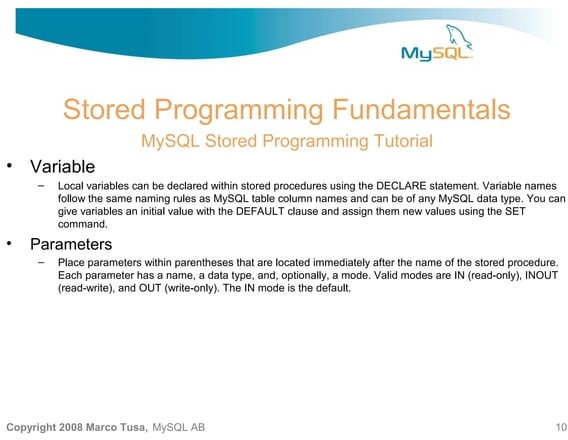 MySQL
Stored Programming Fundamentals
MySQL Stored Programming Tutorial
• Variable
– Local variables can be declared within stored procedures using the DECLARE statement. Variable names
follow the same naming rules as MySQL table column names and can be of any MySQL data type. You can
give variables an initial value with the DEFAULT clause and assign them new values using the SET
command.
• Parameters
– Place parameters within parentheses that are located immediately after the name of the stored procedure.
Each parameter has a name, a data type, and, optionally, a mode. Valid modes are IN (read-only), INOUT
(read-write), and OUT (write-only). The IN mode is the default.
Copyright 2008 Marco Tusa, MySQL AB 10